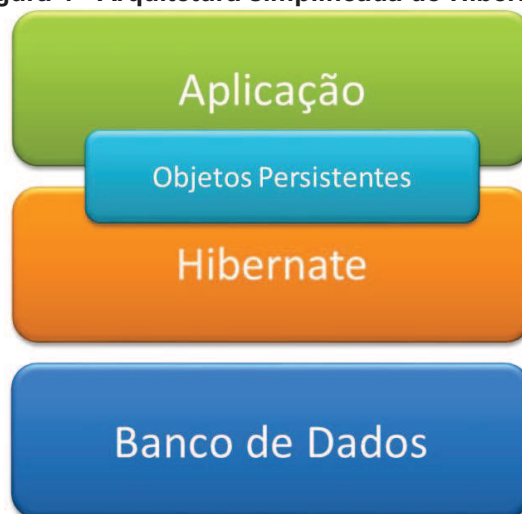 Aplicação
Objetos Persistentes
Hibernate
Banco de Dados